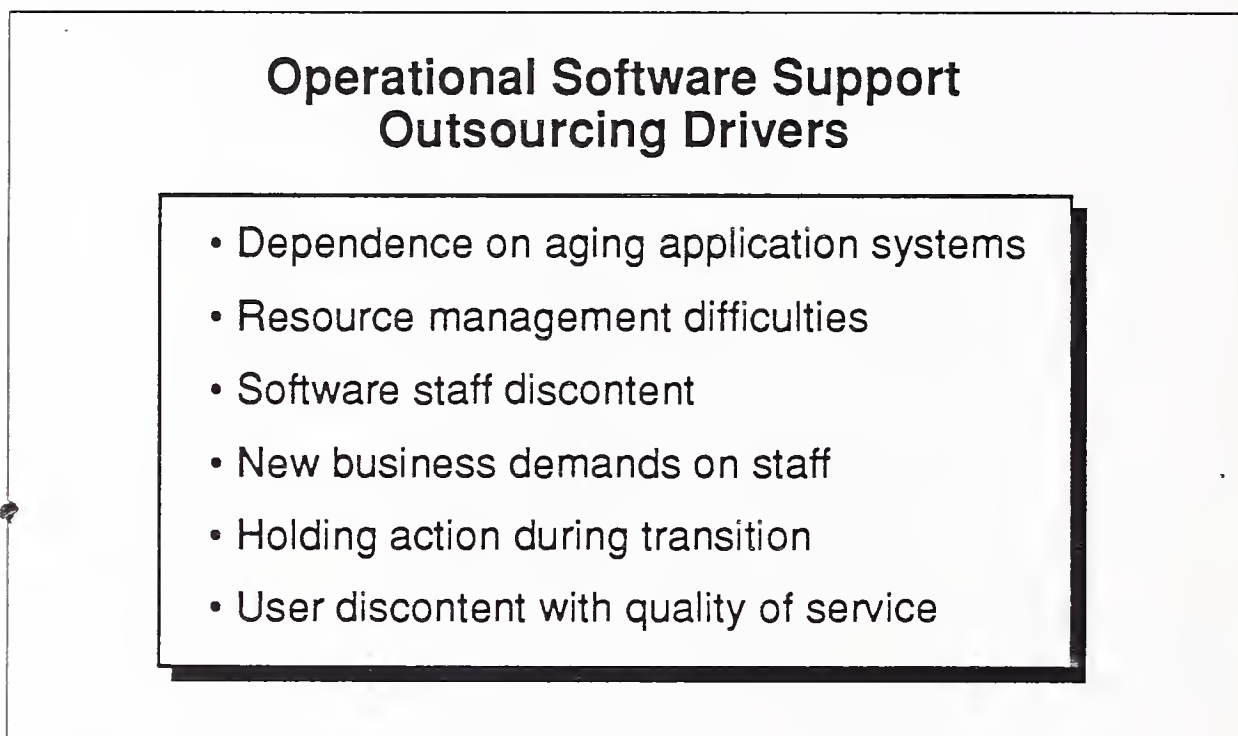 Operational Software Support
Outsourcing Drivers
• Dependence on aging application systems
• Resource management difficulties
• Software staff discontent
• New business demands on staff
• Holding action during transition
• User discontent with quality of service